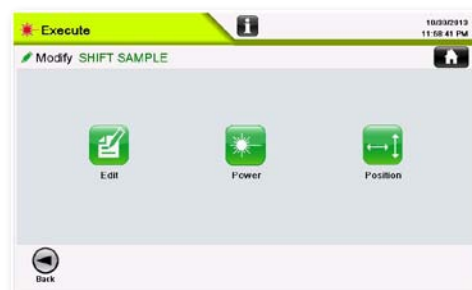 Execute
10/30/2013
11:58:41 PM
Modify SHIFT SAMPLE
Edit
Power
Position
Back